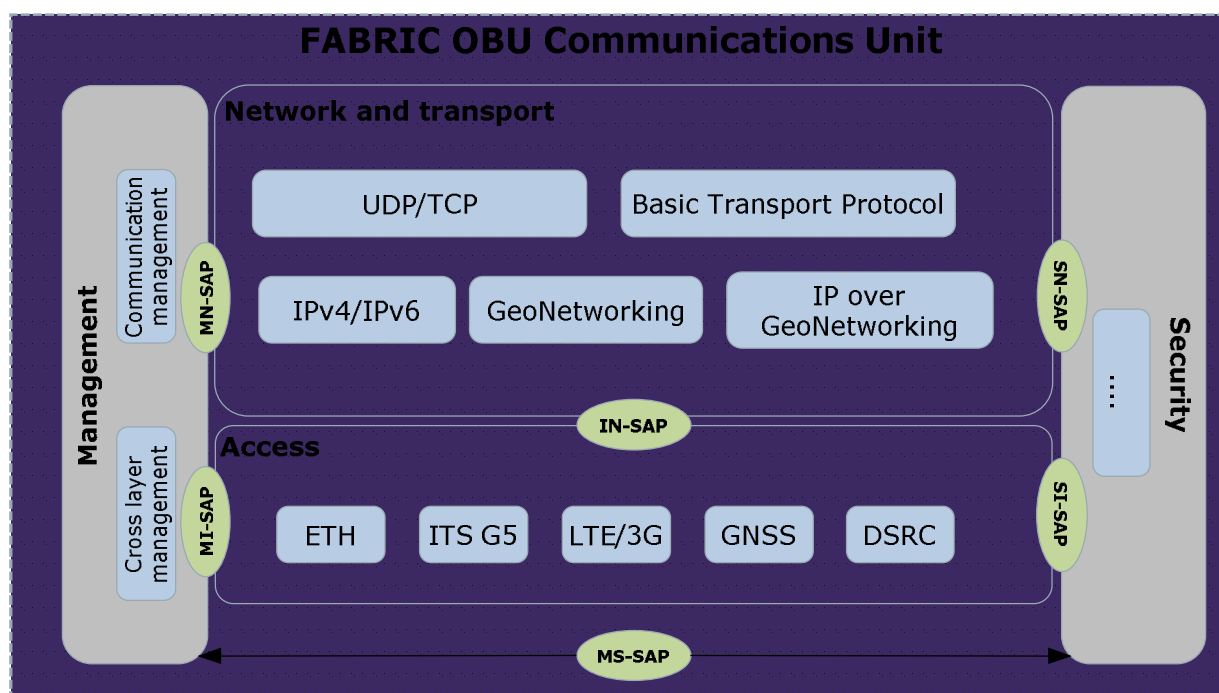 FABRIC OBU Communications Unit
Management
Communication
management
Cross layer
management
MN-SAP
MI-SAP
Network and transport
UDP/TCP
Basic Transport Protocol
IPv4/IPv6
GeoNetworking
IP over
GeoNetworking
IN-SAP
Access
ETH
ITS G5
LTE/3G
GNSS
DSRC
SN-SAP
SI-SAP
....
Security
MS-SAP